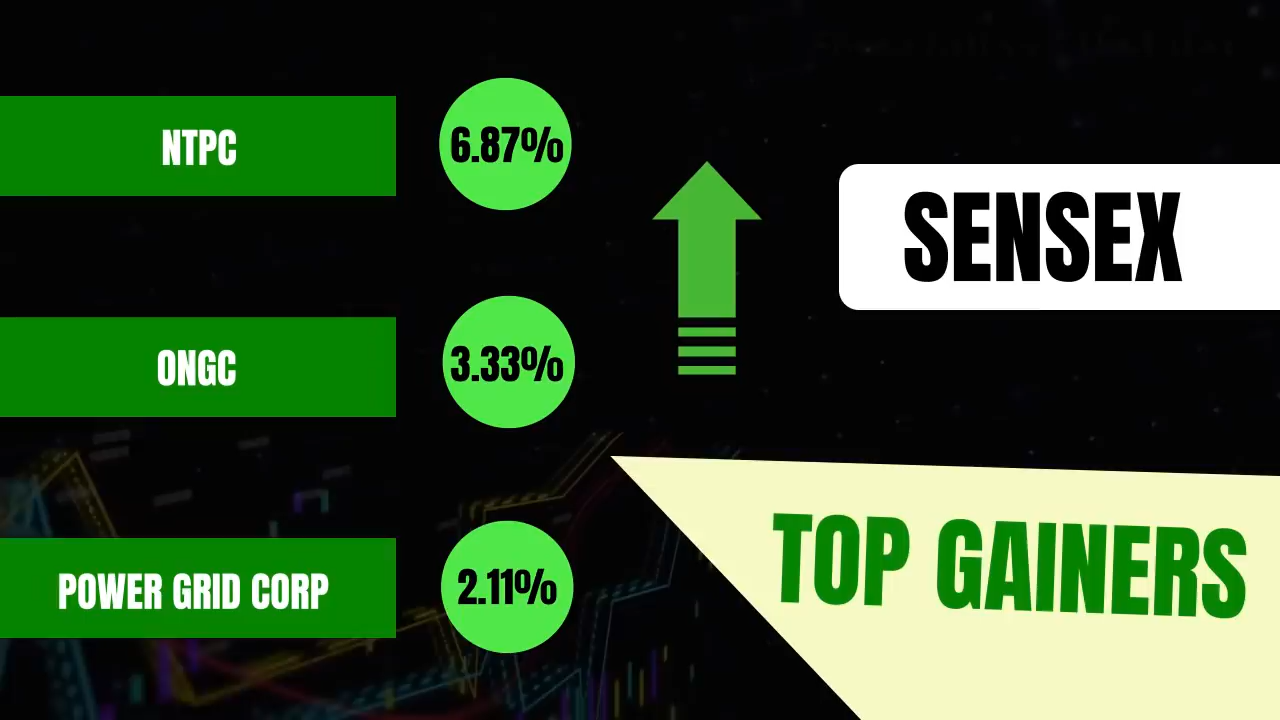 NTPC
6.87%
ONGC
3.33%
POWER GRID CORP
2.11%
SENSEX
TOP GAINERS